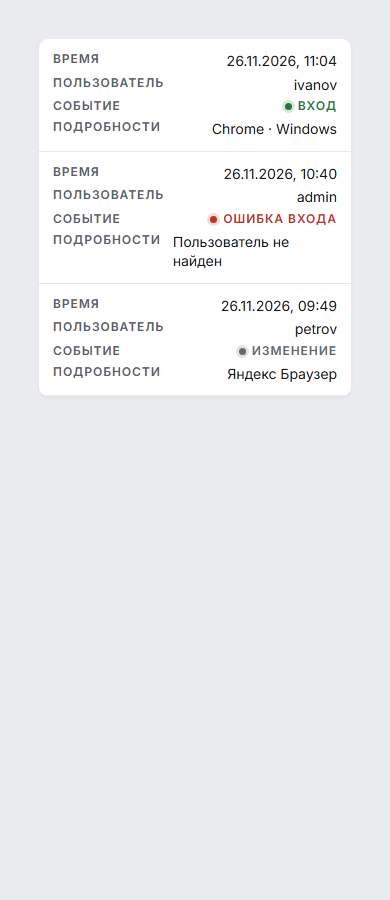 ВРЕМЯ 26.11.2026, 11:04
ПОЛЬЗОВАТЕЛЬ ivanov
СОБЫТИЕ ВХОД
ПОДРОБНОСТИ Chrome · Windows
ВРЕМЯ 26.11.2026, 10:40
ПОЛЬЗОВАТЕЛЬ admin
СОБЫТИЕ ОШИБКА ВХОДА
ПОДРОБНОСТИ Пользователь не
найден
ВРЕМЯ 26.11.2026, 09:49
ПОЛЬЗОВАТЕЛЬ petrov
СОБЫТИЕ ИЗМЕНЕНИЕ
ПОДРОБНОСТИ Яндекс Браузер